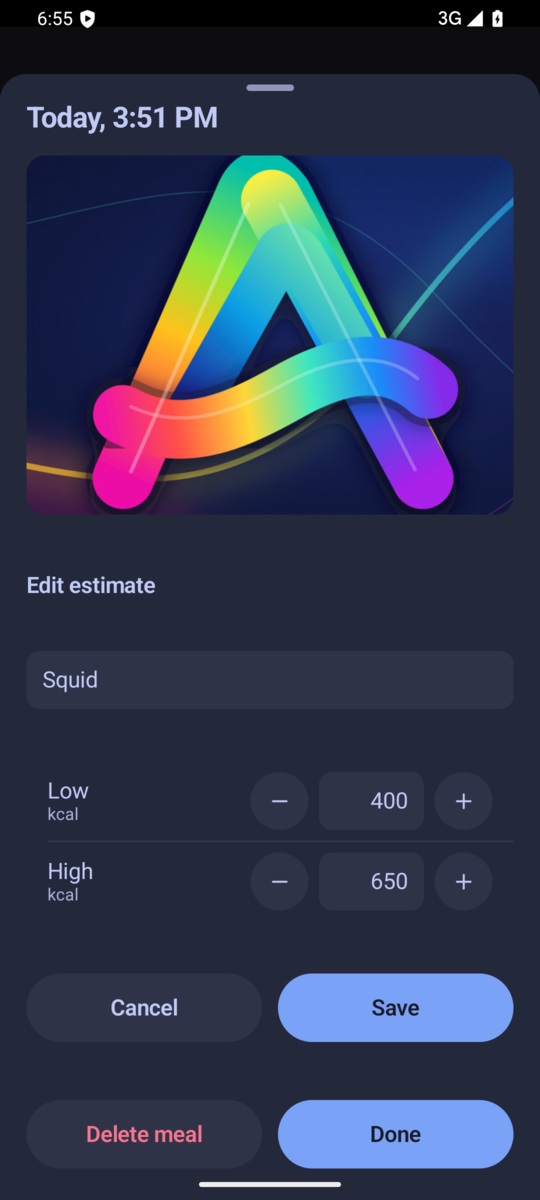 6:55
3G
Today, 3:51 PM
Edit estimate
Squid
Low
kcal
− 400 +
High
kcal
− 650 +
Cancel
Save
Delete meal
Done